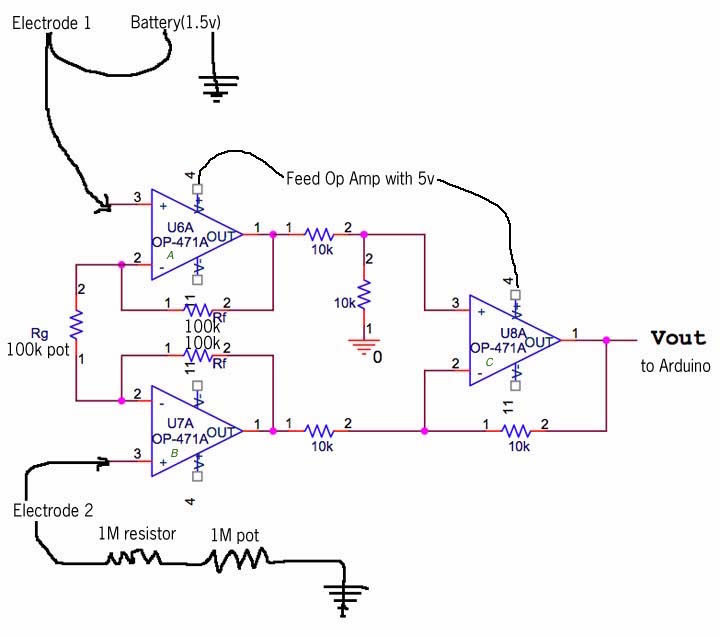 Electrode 1
Battery(1.5v)
4
Feed Op Amp with 5v
V+
3
+
U6A
OP-471A
OUT
A
1
1
2
10k
2
-
V-
11
1
2
Rf
100k
2
10k
1
0
2
Rg
100k pot
1
100k
1
2
Rf
11
V-
2
-
U7A
OP-471A
OUT
B
1
1
2
10k
3
+
V+
4
4
V+
3
+
U8A
OP-471A
OUT
C
1
2
-
V-
11
1
2
10k
Vout
to Arduino
Electrode 2
1M resistor
1M pot